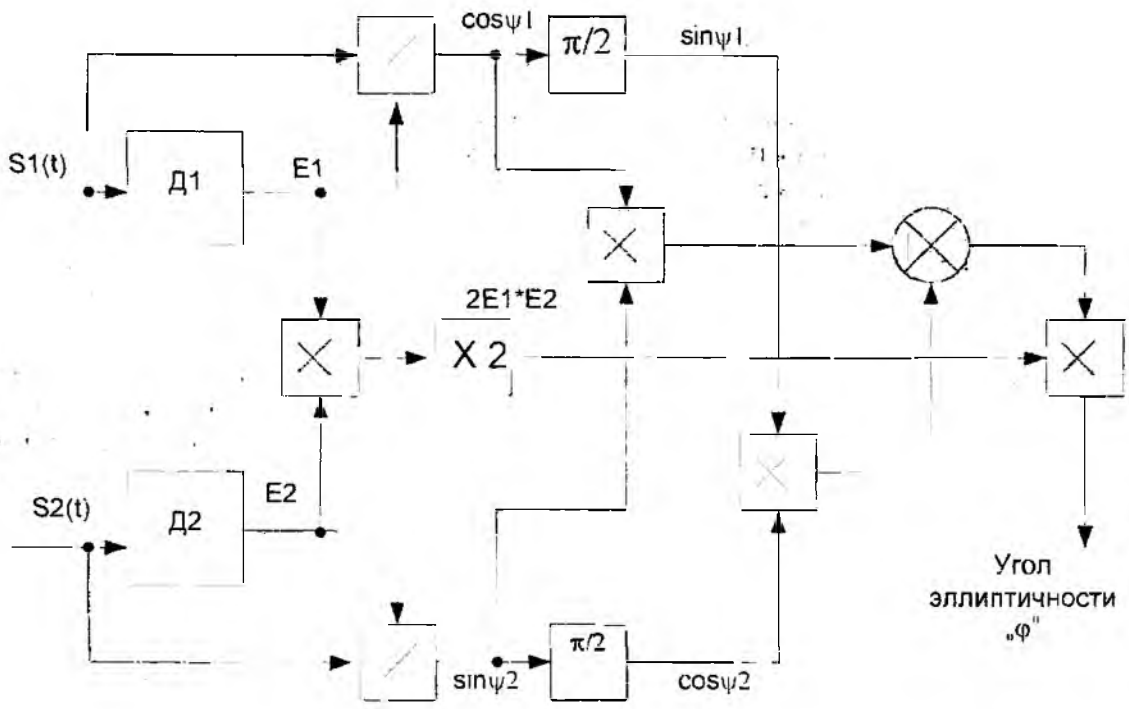 cosψ1
π/2
sinψ1
S1(t)
Д1
E1
2E1*E2
X 2
S2(t)
Д2
E2
sinψ2
π/2
cosψ2
Угол
эллиптичности
„φ"